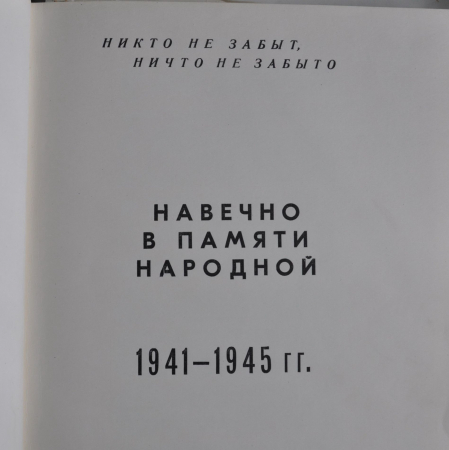 НИКТО НЕ ЗАБЫТ,
НИЧТО НЕ ЗАБЫТО
НАВЕЧНО
В ПАМЯТИ
НАРОДНОЙ
1941—1945 гг.